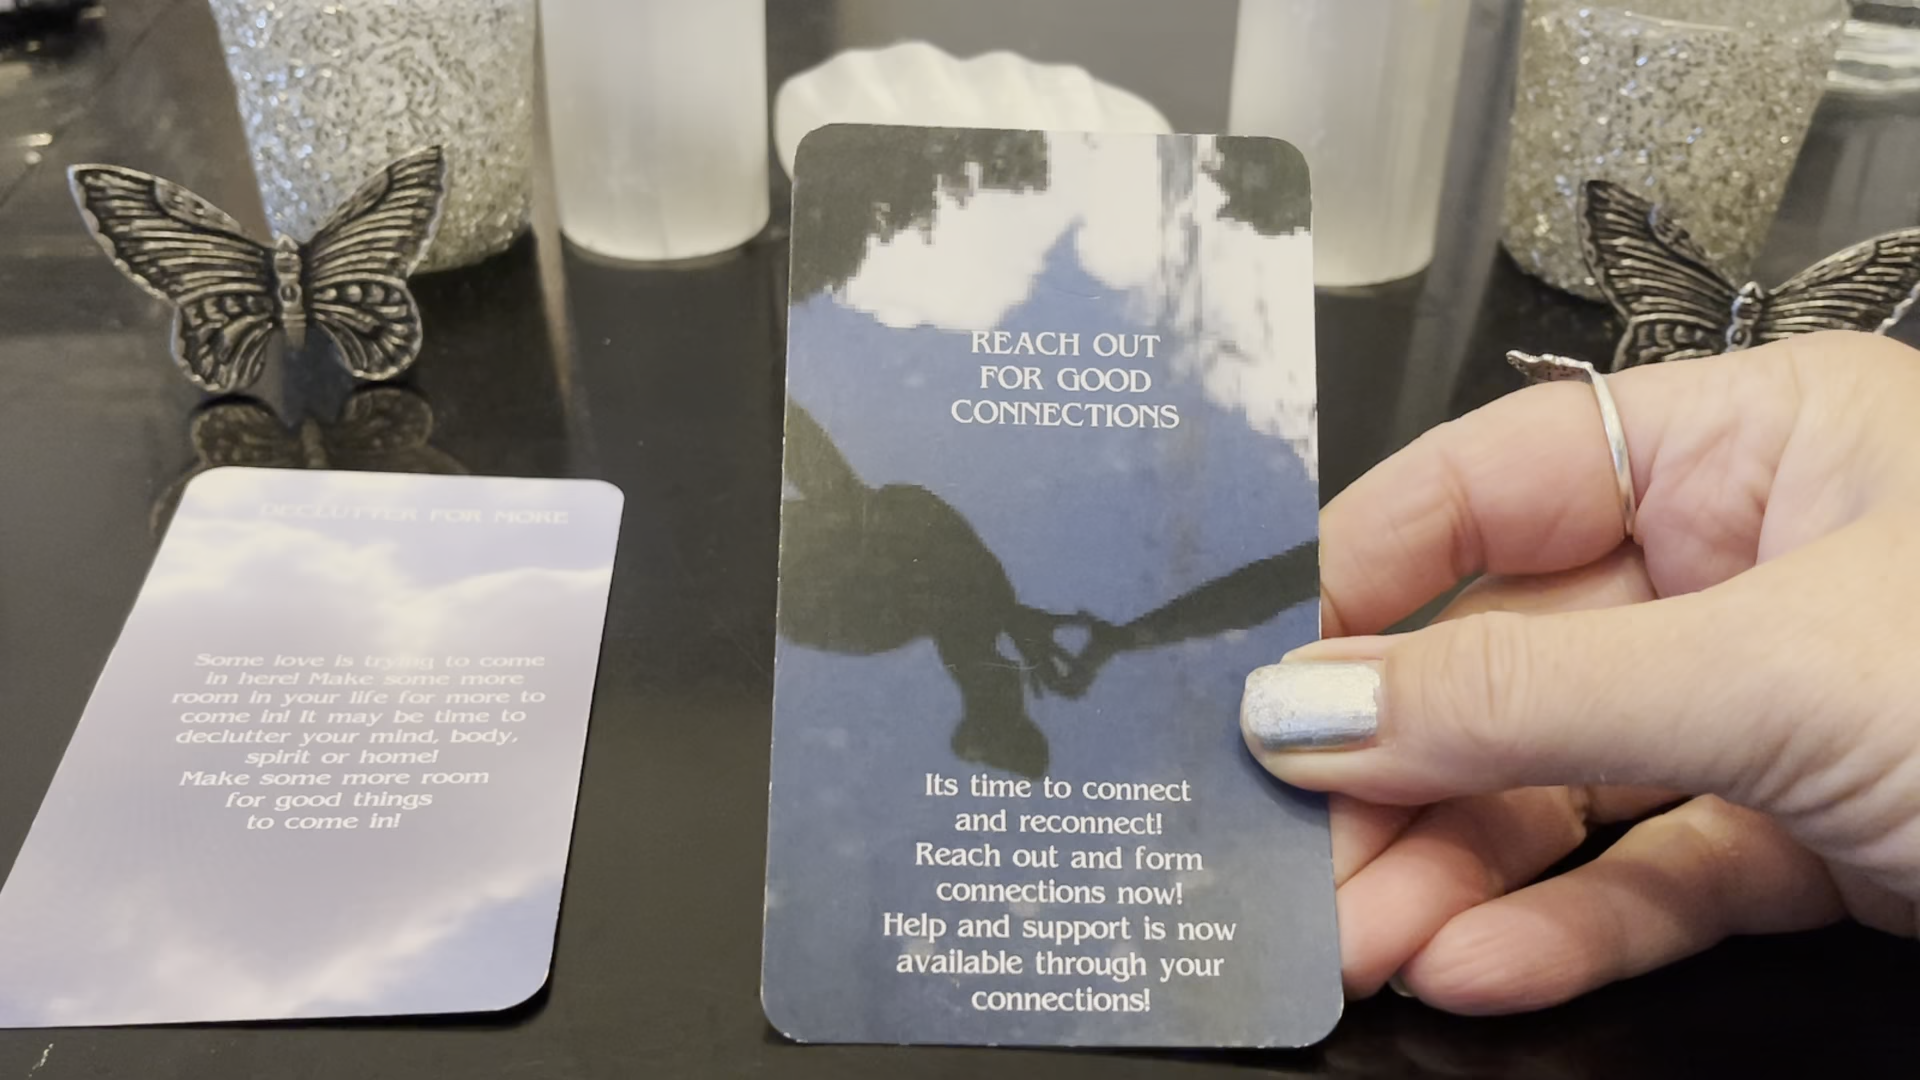 DECLUTTER FOR MORE
Some love is trying to come
in here! Make some more
room in your life for more to
come in! It may be time to
declutter your mind, body,
spirit or home!
Make some more room
for good things
to come in!
REACH OUT
FOR GOOD
CONNECTIONS
Its time to connect
and reconnect!
Reach out and form
connections now!
Help and support is now
available through your
connections!